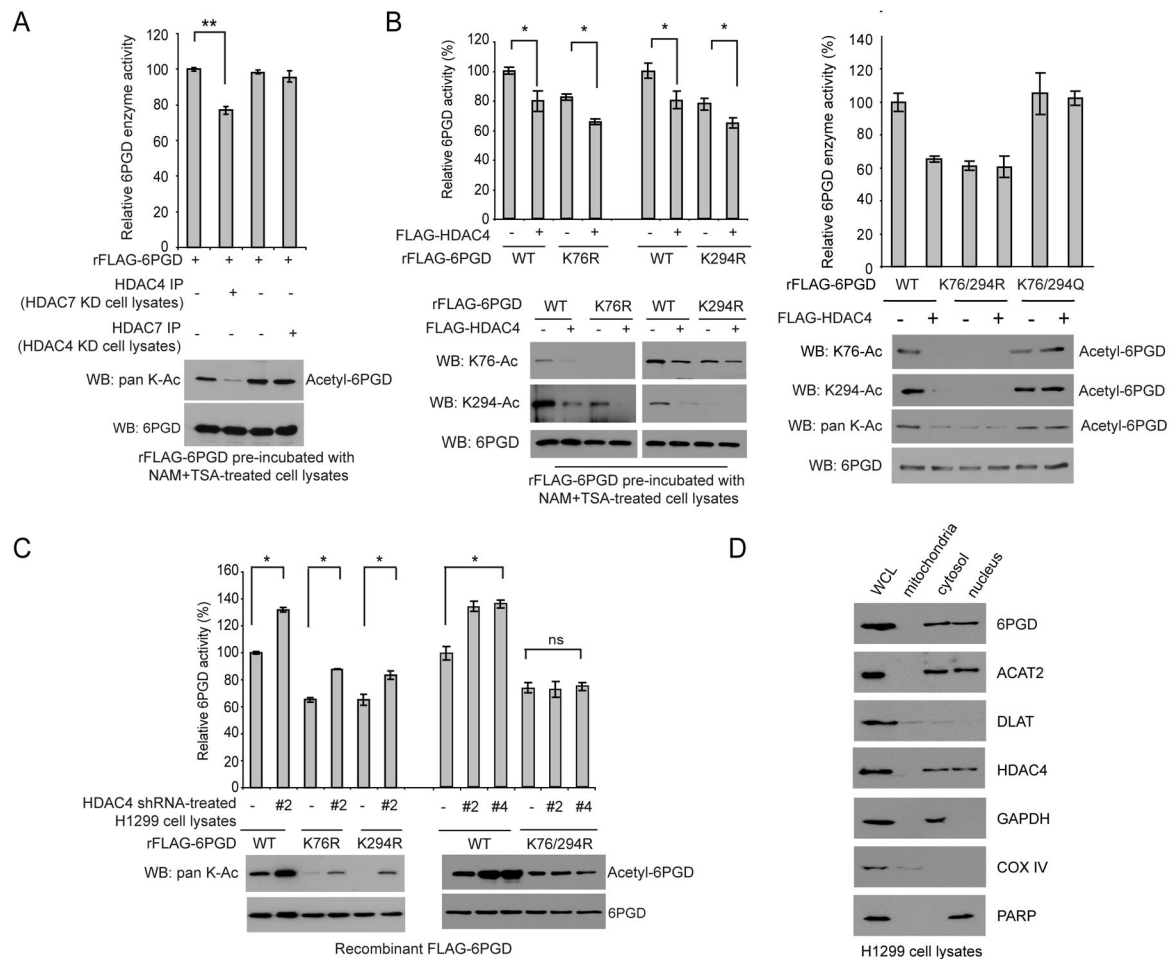 A
**
Relative 6PGD enzyme activity
120
100
80
60
40
20
0
rFLAG-6PGD + + + +
HDAC4 IP
(HDAC7 KD cell lysates) - + - -
HDAC7 IP
(HDAC4 KD cell lysates) - - - +
WB: pan K-Ac Acetyl-6PGD
WB: 6PGD
rFLAG-6PGD pre-incubated with
NAM+TSA-treated cell lysates
B
* * * *
Relative 6PGD activity (%)
120
100
80
60
40
20
0
FLAG-HDAC4 - + - + - + - +
rFLAG-6PGD WT K76R WT K294R
rFLAG-6PGD WT K76R WT K294R
FLAG-HDAC4 - + - + - + - +
WB: K76-Ac
WB: K294-Ac
WB: 6PGD
rFLAG-6PGD pre-incubated with
NAM+TSA-treated cell lysates
Relative 6PGD enzyme activity (%)
140
120
100
80
60
40
20
0
rFLAG-6PGD WT K76/294R K76/294Q
FLAG-HDAC4 - + - + - +
WB: K76-Ac Acetyl-6PGD
WB: K294-Ac Acetyl-6PGD
WB: pan K-Ac Acetyl-6PGD
WB: 6PGD
C
* * * * ns
Relative 6PGD activity (%)
160
140
120
100
80
60
40
20
0
HDAC4 shRNA-treated
H1299 cell lysates - #2 - #2 - #2 - #2 #4 - #2 #4
rFLAG-6PGD WT K76R K294R WT K76/294R
WB: pan K-Ac Acetyl-6PGD
6PGD
Recombinant FLAG-6PGD
D
WCL mitochondria cytosol nucleus
6PGD
ACAT2
DLAT
HDAC4
GAPDH
COX IV
PARP
H1299 cell lysates